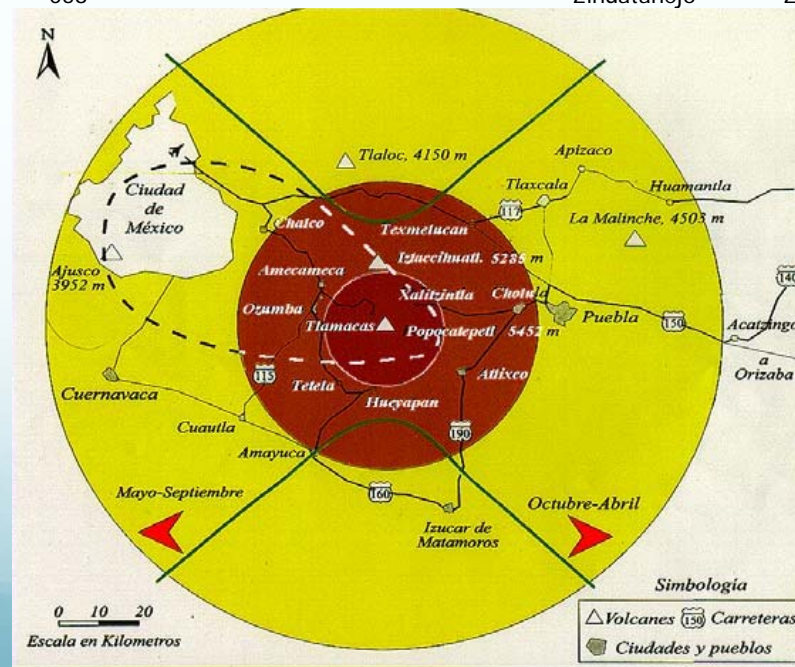 N
Tlaloc, 4150 m
Apizaco
Tlaxcala
Huamantla
Ciudad
de
México
117
La Malinche, 4503 m
Chalco
Texmelucan
Ajusco
3952 m
Iztaccihuatl. 5285
m
Amecameca
Xalitzintla
Cholula
140
Ozumba
Tlamacas
Popocatepetl 5452 m
Puebla
150
Acatzingo
a
Orizaba
115
Tetela
Atlixco
Cuernavaca
Hueyapan
Cuautla
190
Amayuca
Mayo-Septiembre
160
Octubre-Abril
Izucar de
Matamoros
Simbología
0 10 20
Escala en Kilometros
Volcanes 150 Carreteras
Ciudades y pueblos